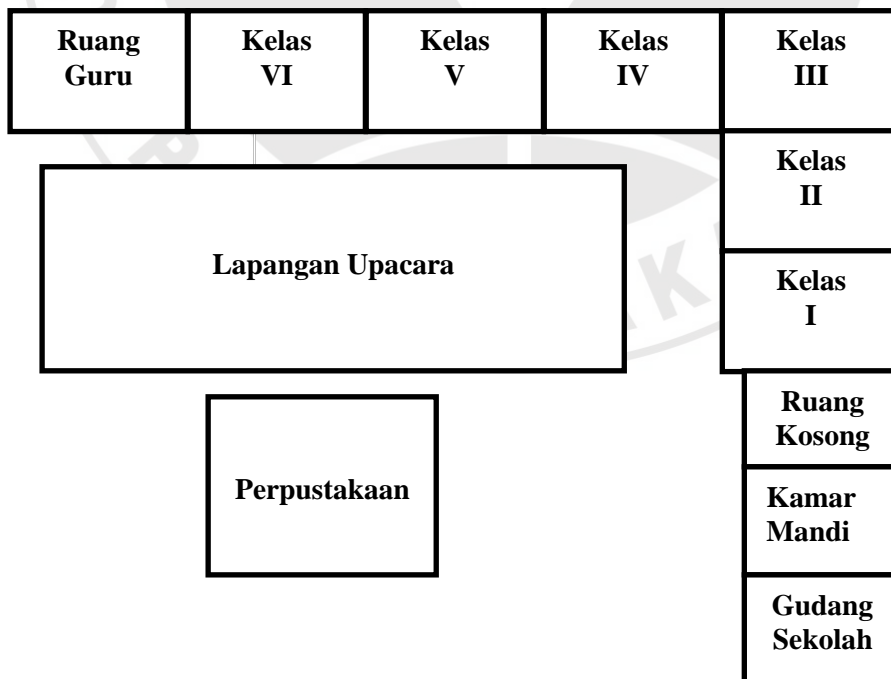 Ruang
Guru
Kelas
VI
Kelas
V
Kelas
IV
Kelas
III
Kelas
II
Lapangan Upacara
Kelas
I
Ruang
Kosong
Perpustakaan
Kamar
Mandi
Gudang
Sekolah